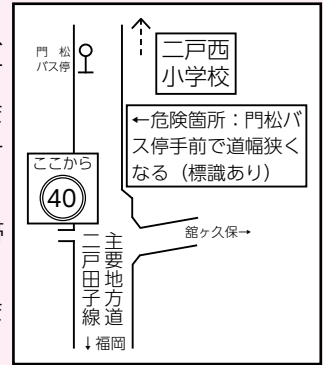 門松
バス停
二戸西
小学校
←危険箇所：門松バ
ス停手前で道幅狭く
なる（標識あり）
ここから
40
舘ヶ久保→
主要地方道
二戸田子線
↓福岡